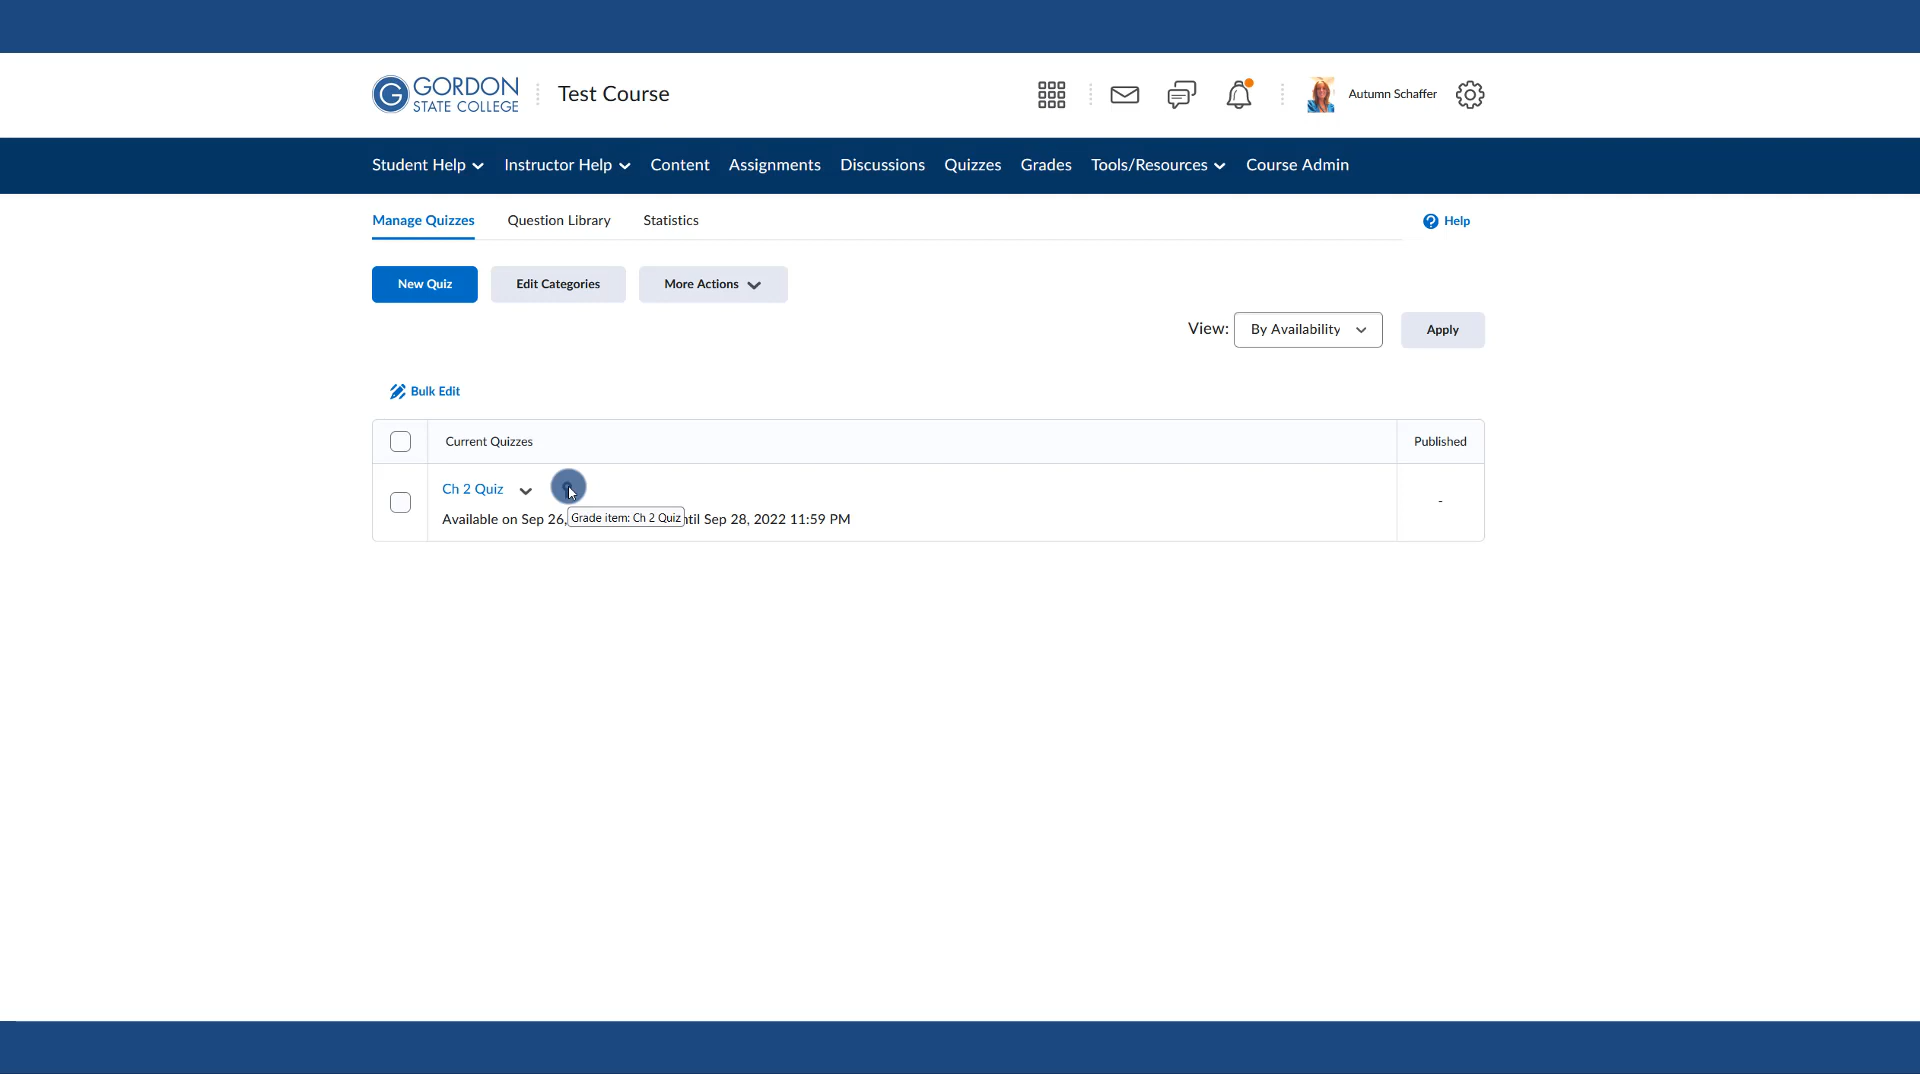 GORDON
STATE COLLEGE
Test Course
Autumn Schaffer
Student Help
Instructor Help
Content
Assignments
Discussions
Quizzes
Grades
Tools/Resources
Course Admin
Manage Quizzes
Question Library
Statistics
Help
New Quiz
Edit Categories
More Actions
View:
By Availability
Apply
Bulk Edit
Current Quizzes
Published
Ch 2 Quiz
-
Grade item: Ch 2 Quiz
Available on Sep 26, ntil Sep 28, 2022 11:59 PM